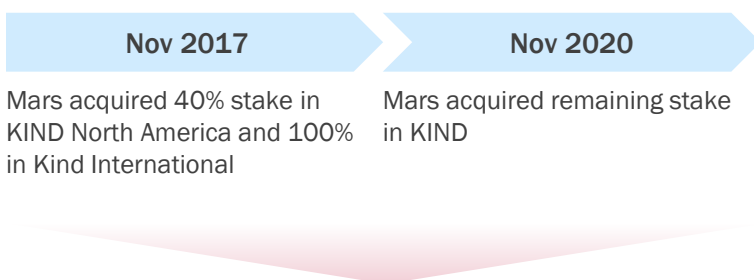 Nov 2017
Nov 2020
Mars acquired 40% stake in
KIND North America and 100%
in Kind International
Mars acquired remaining stake
in KIND